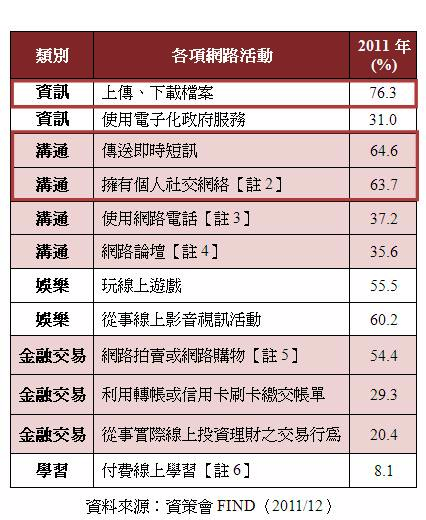 類別 各項網路活動 2011 年 (%)
資訊 上傳、下載檔案 76.3
資訊 使用電子化政府服務 31.0
溝通 傳送即時短訊 64.6
溝通 擁有個人社交網絡【註 2】 63.7
溝通 使用網路電話【註 3】 37.2
溝通 網路論壇【註 4】 35.6
娛樂 玩線上遊戲 55.5
娛樂 從事線上影音視訊活動 60.2
金融交易 網路拍賣或網路購物【註 5】 54.4
金融交易 利用轉帳或信用卡刷卡繳交帳單 29.3
金融交易 從事實際線上投資理財之交易行為 20.4
學習 付費線上學習【註 6】 8.1
資料來源：資策會 FIND（2011/12）